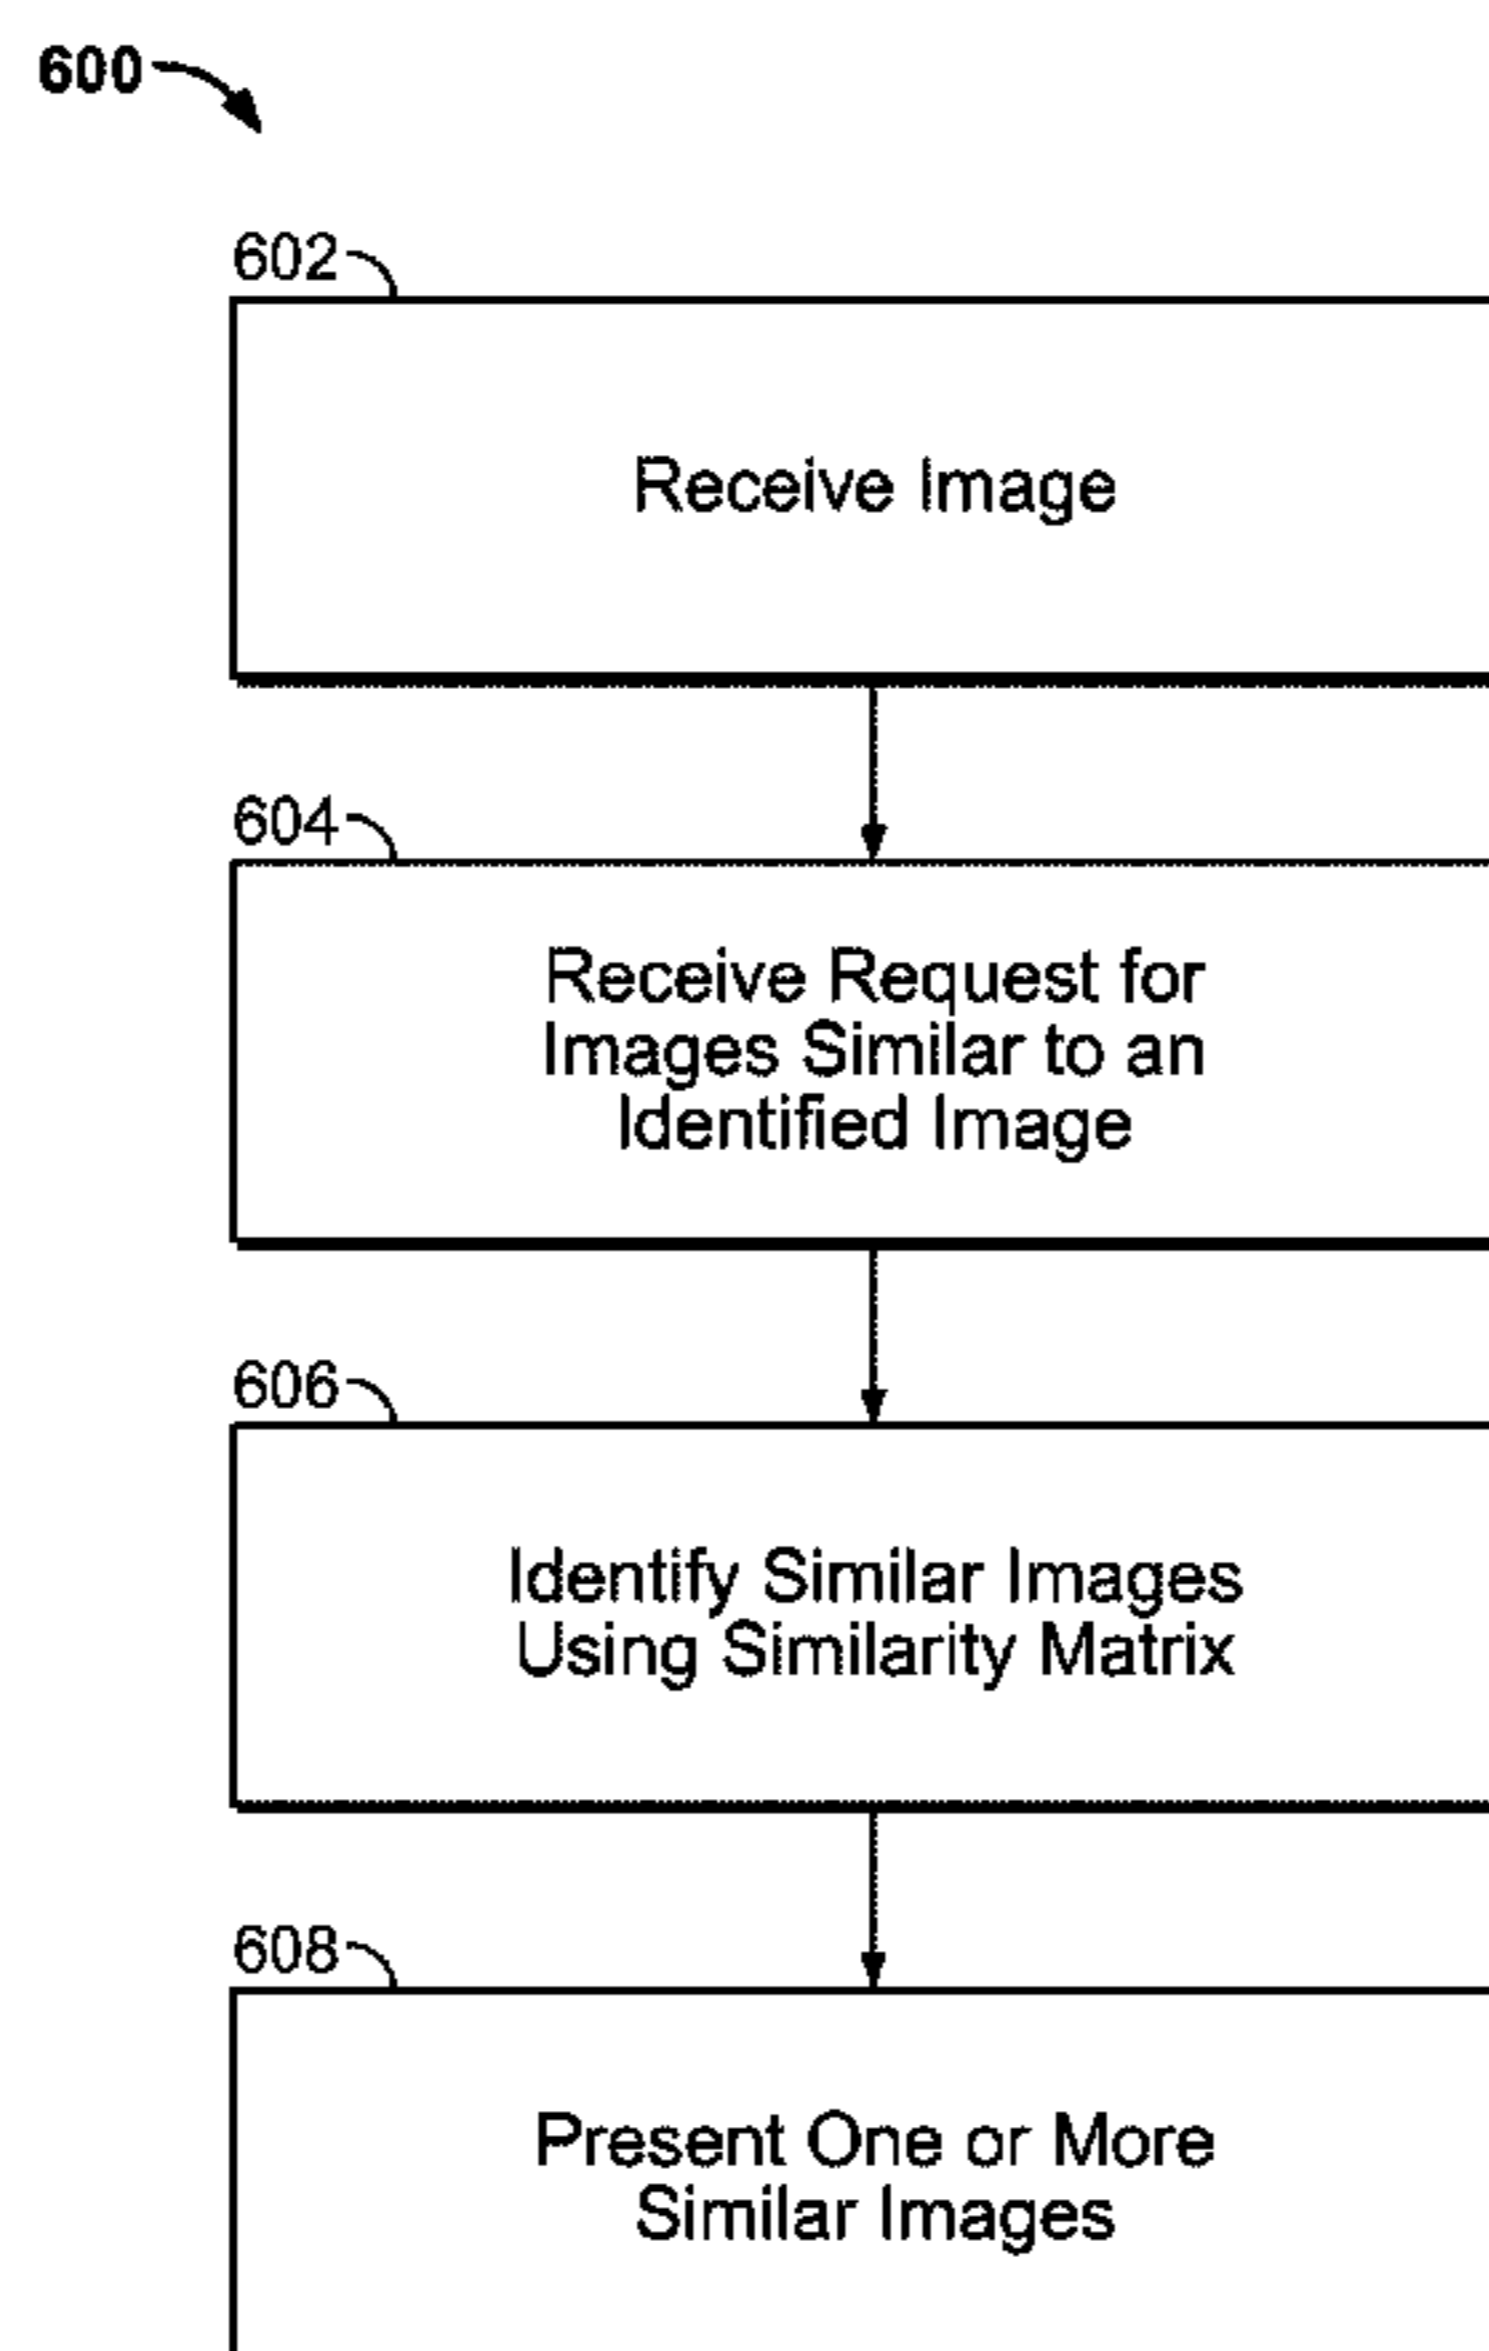 600
602
Receive Image
604
Receive Request for
Images Similar to an
Identified Image
606
Identify Similar Images
Using Similarity Matrix
608
Present One or More
Similar Images